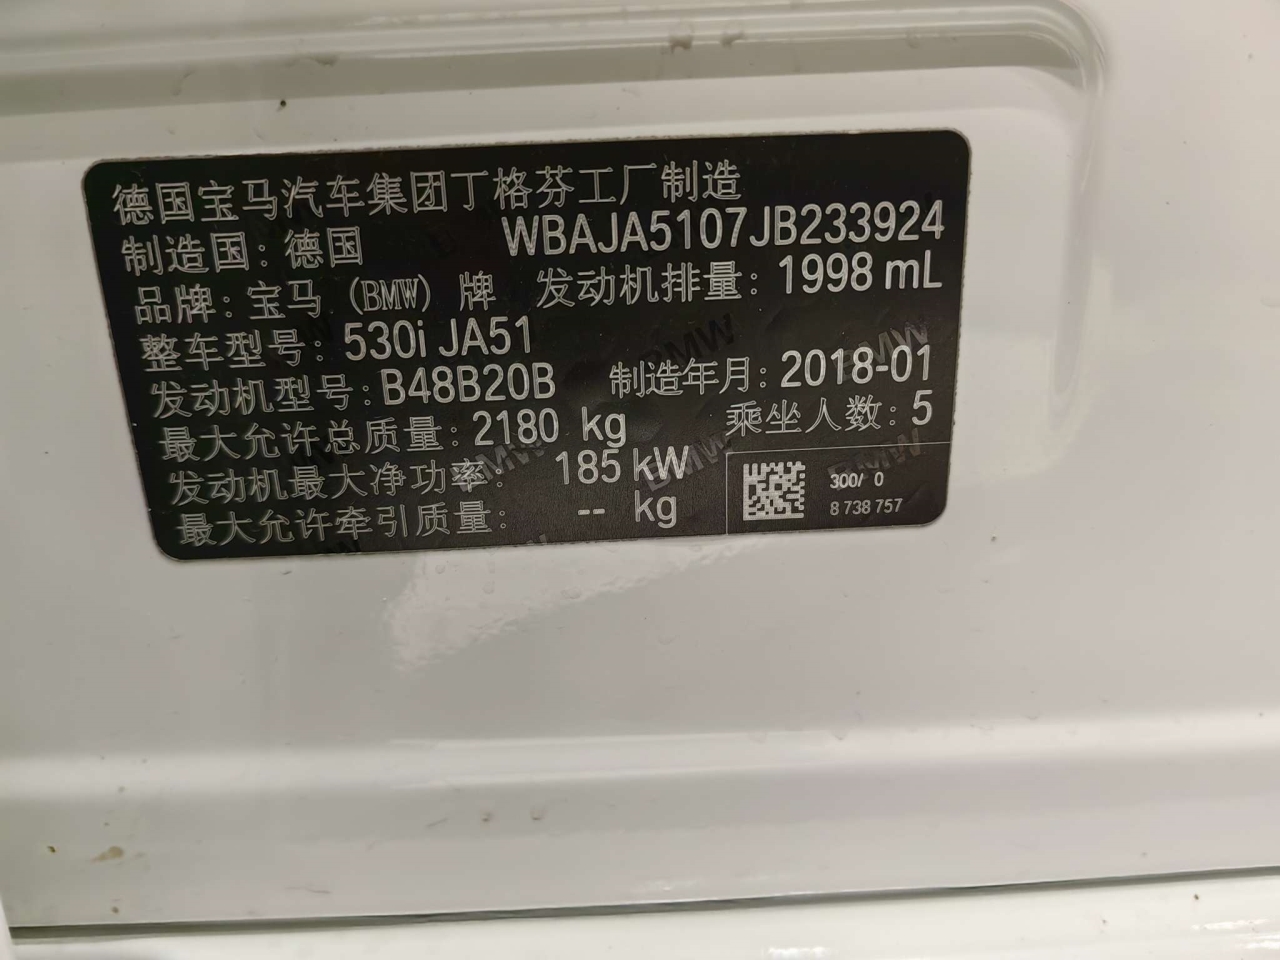 德国宝马汽车集团丁格芬工厂制造
制造国：德国 WBAJA5107JB233924
品牌：宝马（BMW）牌 发动机排量：1998 mL
整车型号：530i JA51
发动机型号：B48B20B 制造年月：2018-01
最大允许总质量：2180 kg 乘坐人数：5
发动机最大净功率： 185 kW
最大允许牵引质量： -- kg
300/ 0
8 738 757